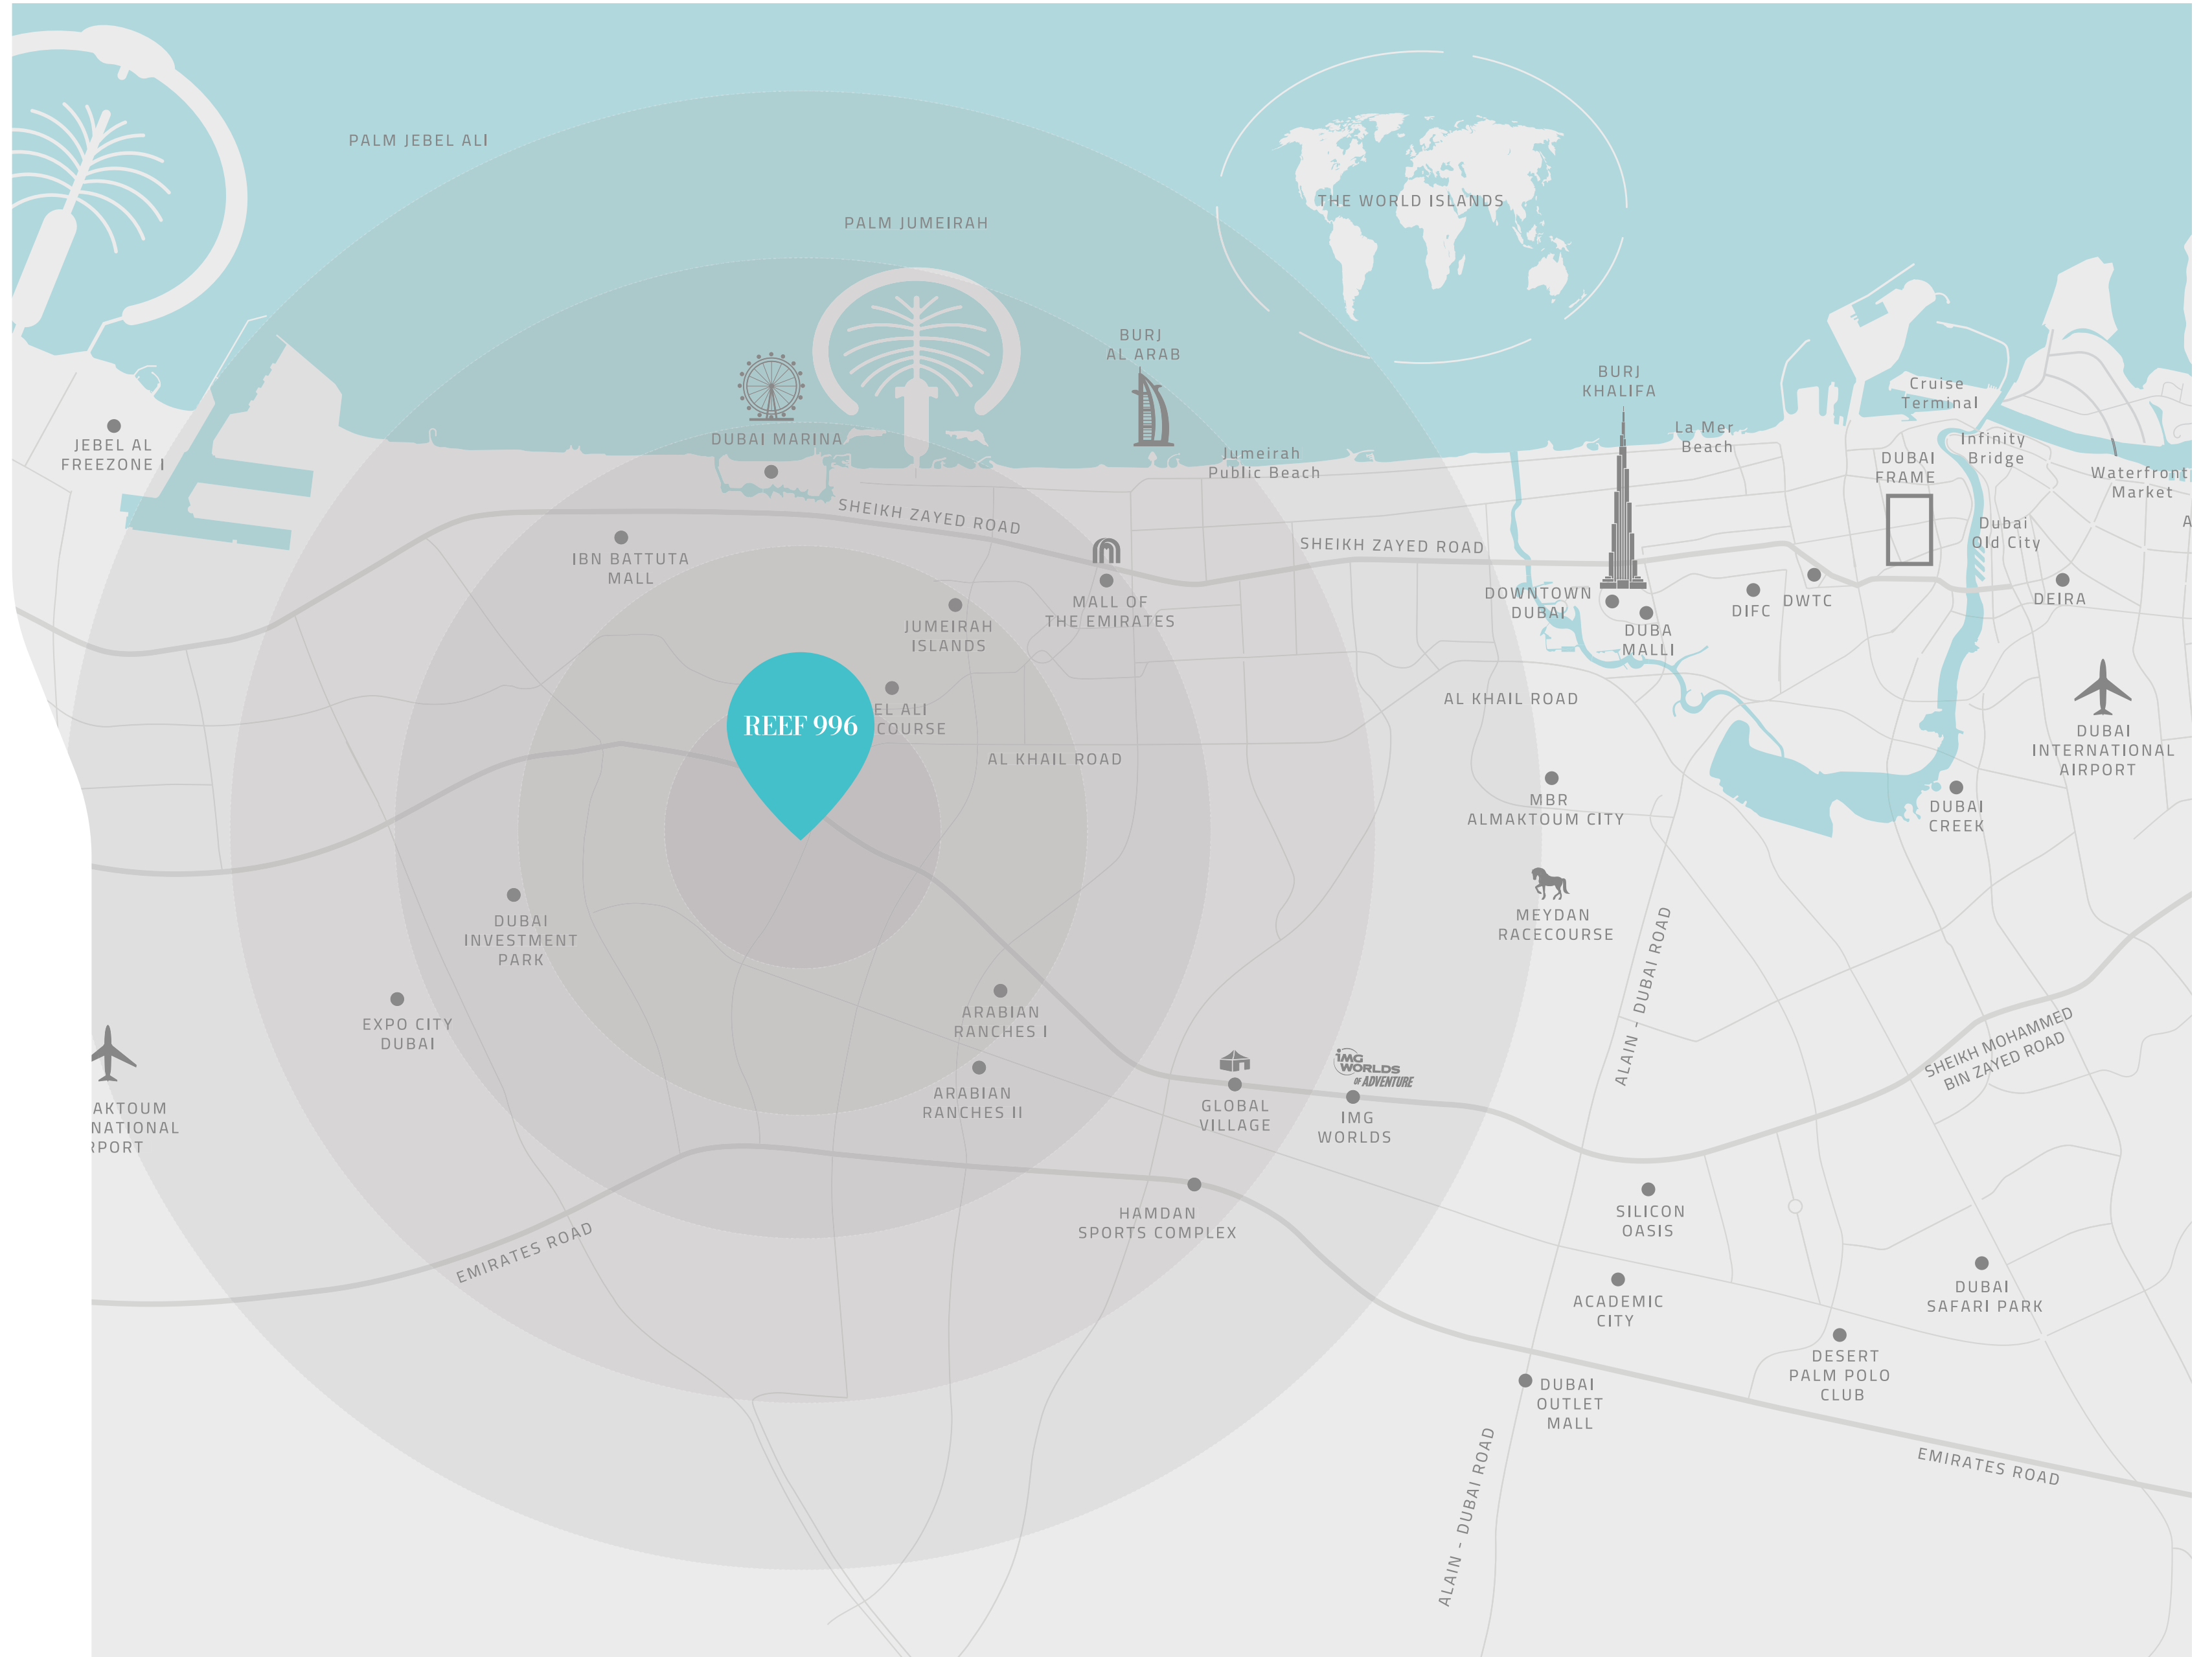 PALM JEBEL ALI
PALM JUMEIRAH
THE WORLD ISLANDS
BURJ
AL ARAB
BURJ
KHALIFA
Cruise
Terminal
La Mer
Beach
Infinity
Bridge
JEBEL AL
FREEZONE I
DUBAI MARINA
Jumeirah
Public Beach
DUBAI
FRAME
Waterfront
Market
SHEIKH ZAYED ROAD
SHEIKH ZAYED ROAD
Dubai
Old City
A
IBN BATTUTA
MALL
MALL OF
THE EMIRATES
DOWNTOWN
DUBAI
DIFC
DWTC
DEIRA
JUMEIRAH
ISLANDS
DUBA
MALLI
REEF 996
EL ALI
COURSE
AL KHAIL ROAD
AL KHAIL ROAD
DUBAI
INTERNATIONAL
AIRPORT
MBR
ALMAKTOUM CITY
DUBAI
CREEK
MEYDAN
RACECOURSE
DUBAI
INVESTMENT
PARK
ALAIN - DUBAI ROAD
EXPO CITY
DUBAI
ARABIAN
RANCHES I
SHEIKH MOHAMMED
BIN ZAYED ROAD
IMG
WORLDS
OF ADVENTURE
ARABIAN
RANCHES II
GLOBAL
VILLAGE
IMG
WORLDS
AKTOUM
NATIONAL
RPORT
HAMDAN
SPORTS COMPLEX
SILICON
OASIS
EMIRATES ROAD
ACADEMIC
CITY
DUBAI
SAFARI PARK
DESERT
PALM POLO
CLUB
DUBAI
OUTLET
MALL
EMIRATES ROAD
ALAIN - DUBAI ROAD